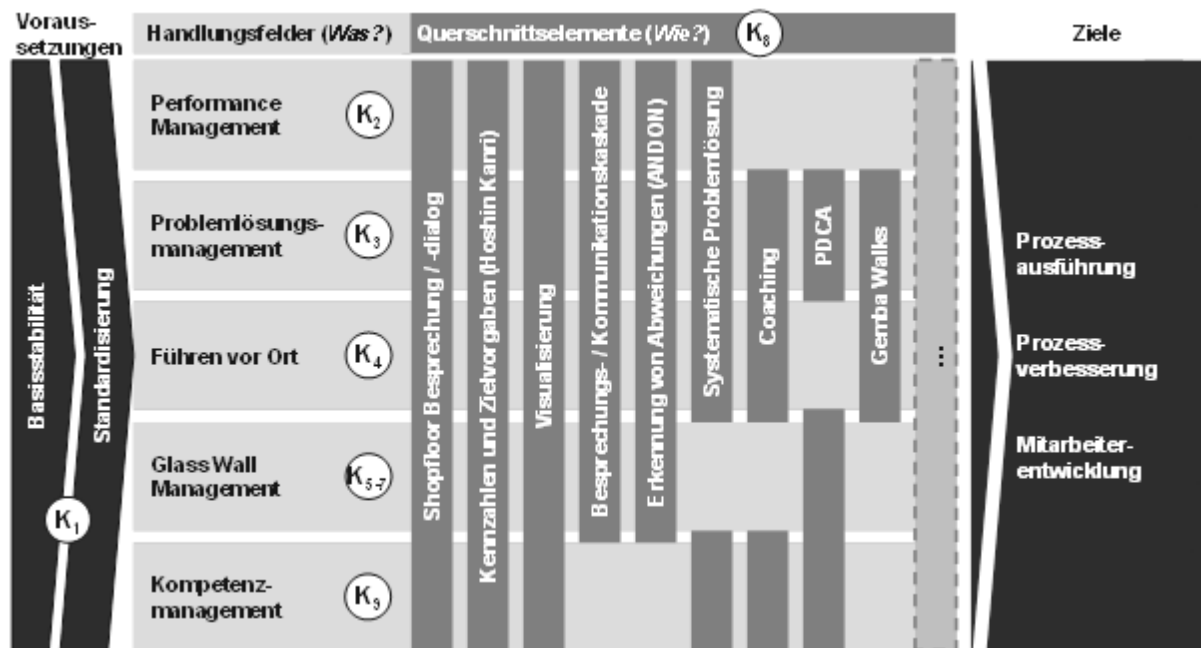 Voraus-
setzungen
Handlungsfelder (Was?)
Querschnittselemente (Wie?)
K8
Ziele
Basisstabilität
Standardisierung
K1
Performance
Management
K2
Problemlösungs-
management
K3
Führen vor Ort
K4
Glass Wall
Management
K5-7
Kompetenz-
management
K9
Shopfloor Besprechung / -dialog
Kennzahlen und Zielvorgaben (Hoshin Kanri)
Visualisierung
Besprechungs- / Kommunikationskaskade
Erkennung von Abweichungen (ANDON)
Systematische Problemlösung
Coaching
PDCA
Gemba Walks
...
Prozess-
ausführung
Prozess-
verbesserung
Mitarbeiter-
entwicklung